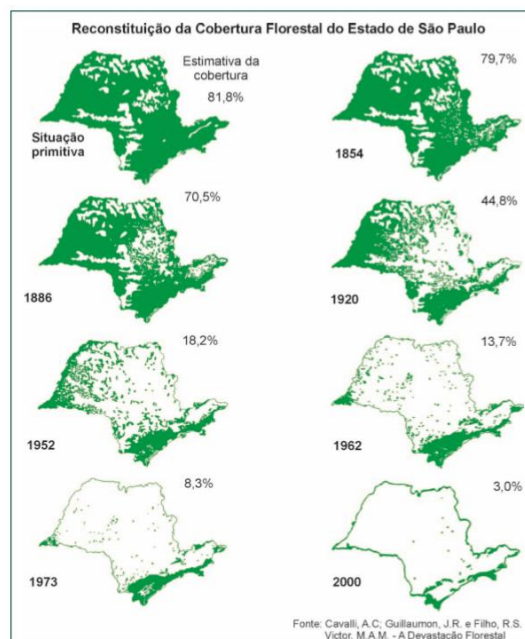 Reconstituição da Cobertura Florestal do Estado de São Paulo
Estimativa da
cobertura
81,8%
Situação
primitiva
79,7%
1854
70,5%
1886
44,8%
1920
18,2%
1952
13,7%
1962
8,3%
1973
3,0%
2000
Fonte: Cavalli, A.C; Guillaumon, J.R. e Filho, R.S.
Victor, M.A.M. - A Devastação Florestal